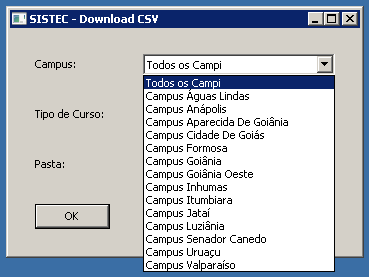 SISTEC - Download CSV
Campus:
Todos os Campi
Todos os Campi
Campus Águas Lindas
Campus Anápolis
Campus Aparecida De Goiânia
Campus Cidade De Goiás
Campus Formosa
Campus Goiânia
Campus Goiânia Oeste
Campus Inhumas
Campus Itumbiara
Campus Jataí
Campus Luziânia
Campus Senador Canedo
Campus Uruaçu
Campus Valparaíso
Tipo de Curso:
Pasta:
OK